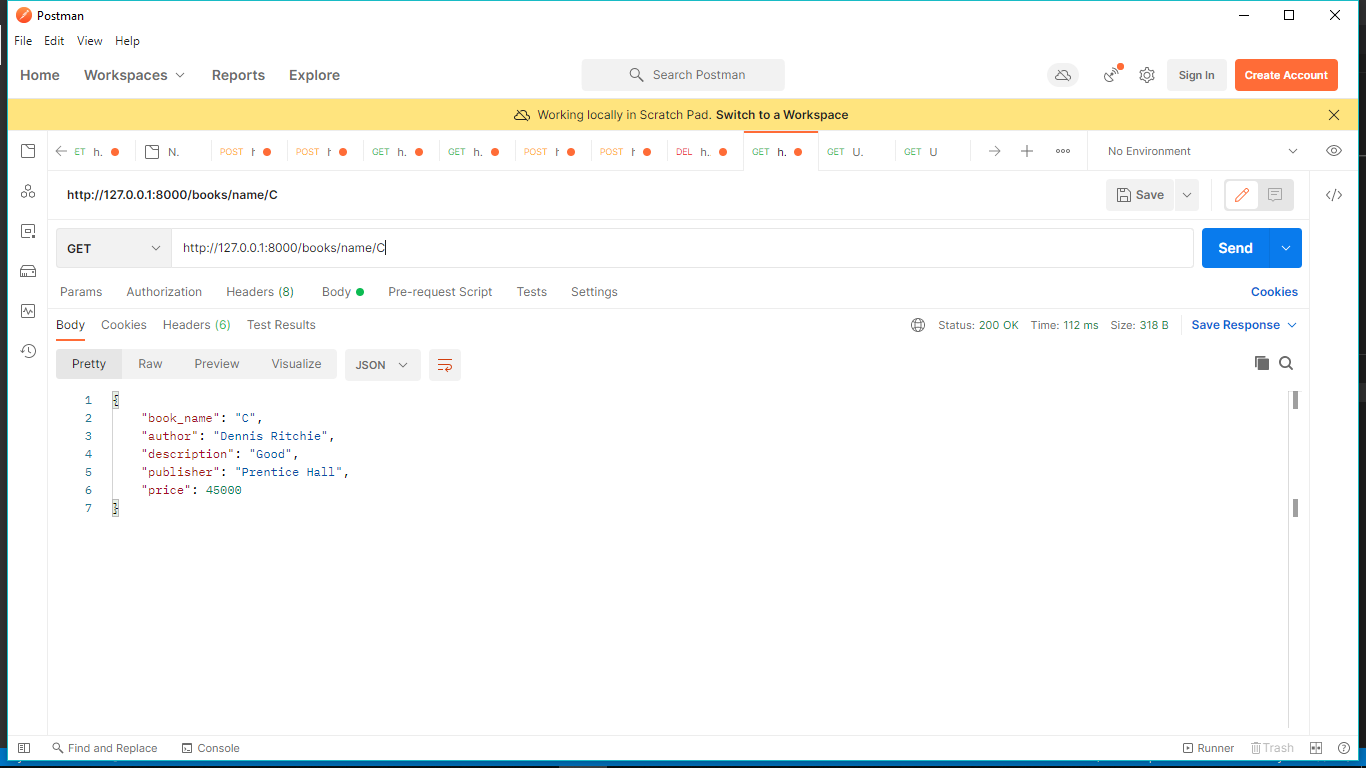 Postman
File Edit View Help
Home Workspaces Reports Explore Search Postman Sign In Create Account
Working locally in Scratch Pad. Switch to a Workspace
ET h. N. POST POST GET h. GET h. POST POST DEL h. GET h. GET U. GET U No Environment
http://127.0.0.1:8000/books/name/C Save
GET http://127.0.0.1:8000/books/name/C Send
Params Authorization Headers (8) Body Pre-request Script Tests Settings Cookies
Body Cookies Headers (6) Test Results Status: 200 OK Time: 112 ms Size: 318 B Save Response
Pretty Raw Preview Visualize JSON
1 {
2 "book_name": "C",
3 "author": "Dennis Ritchie",
4 "description": "Good",
5 "publisher": "Prentice Hall",
6 "price": 45000
7 }
Find and Replace Console Runner Trash